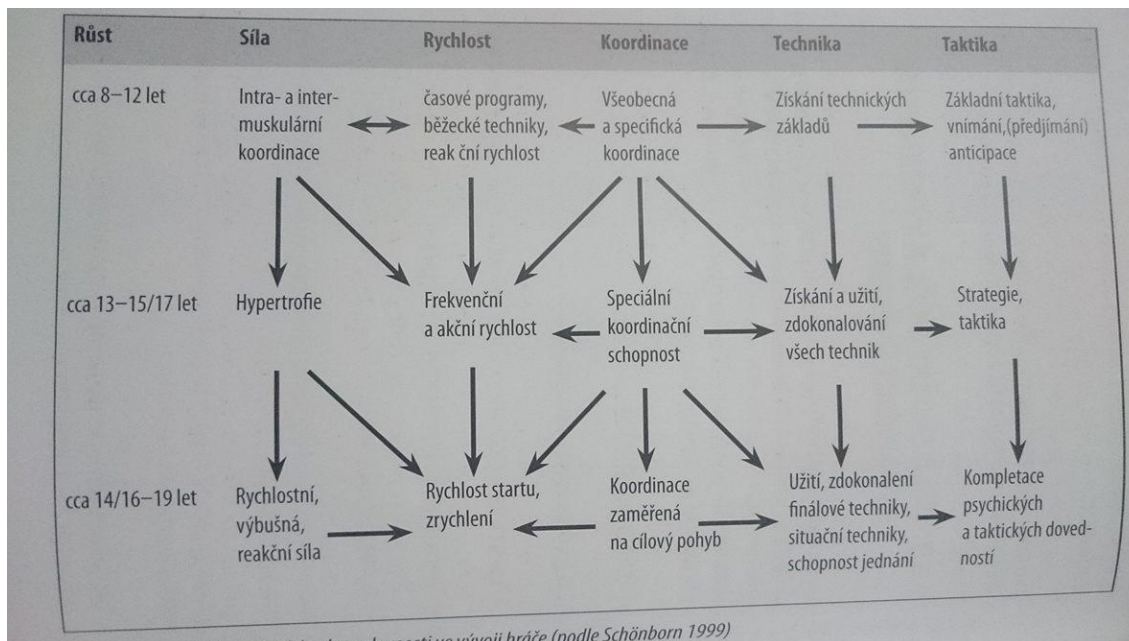 Růst Síla Rychlost Koordinace Technika Taktika
cca 8–12 let
Intra- a inter-
muskulární
koordinace
časové programy,
běžecké techniky,
reak ční rychlost
Všeobecná
a specifická
koordinace
Získání technických
základů
Základní taktika,
vnímání,(předjímání)
anticipace
cca 13–15/17 let
Hypertrofie
Frekvenční
a akční rychlost
Speciální
koordinační
schopnost
Získání a užití,
zdokonalování
všech technik
Strategie,
taktika
cca 14/16–19 let
Rychlostní,
výbušná,
reakční síla
Rychlost startu,
zrychlení
Koordinace
zaměřená
na cílový pohyb
Užití, zdokonalení
finálové techniky,
situační techniky,
schopnost jednání
Kompletace
psychických
a taktických doved-
ností
ve vývoji hráče (podle Schönborn 1999)